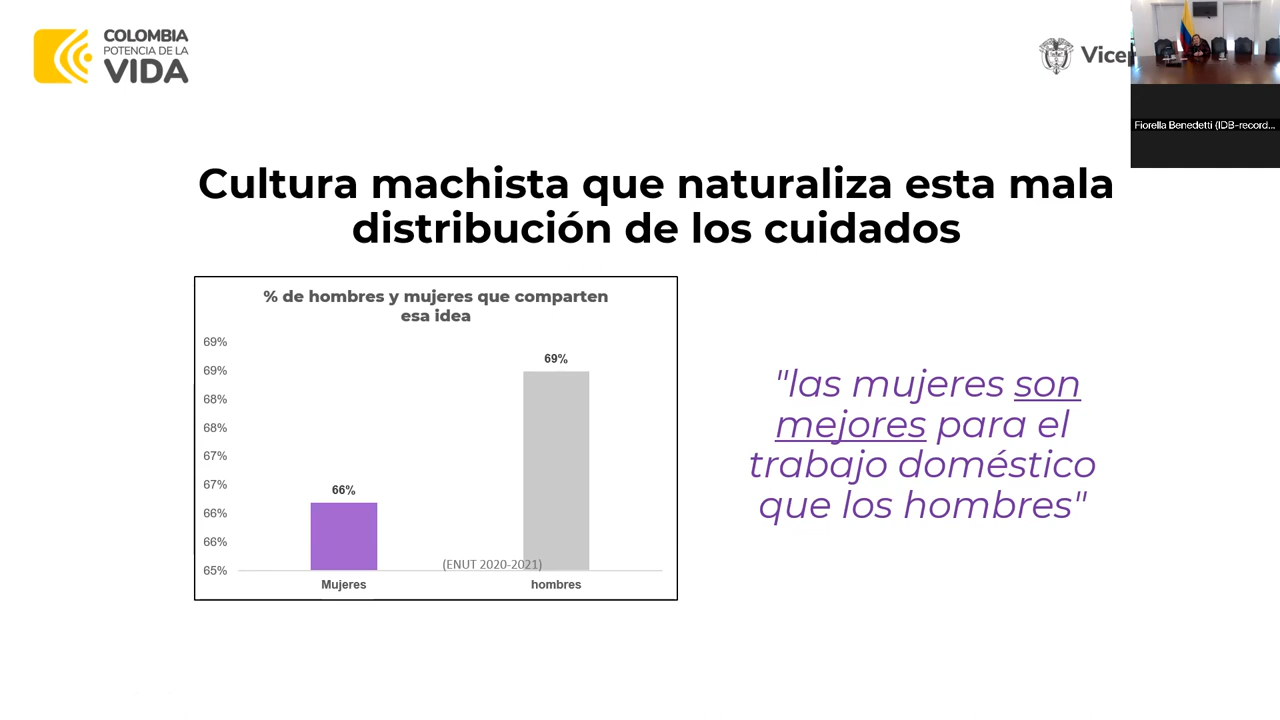 COLOMBIA
POTENCIA DE LA
VIDA
Fiorella Benedetti (IDB-record...
Cultura machista que naturaliza esta mala
distribución de los cuidados
% de hombres y mujeres que comparten
esa idea
69%
69%
68%
68%
67%
67%
66%
66%
65%
69%
66%
(ENUT 2020-2021)
Mujeres
hombres
"las mujeres son
mejores para el
trabajo doméstico
que los hombres"